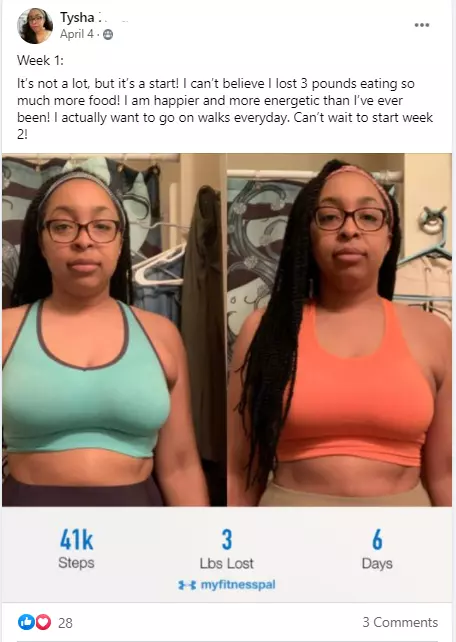 Tysha
April 4
Week 1:
It's not a lot, but it's a start! I can't believe I lost 3 pounds eating so
much more food! I am happier and more energetic than I've ever
been! I actually want to go on walks everyday. Can't wait to start week
2!
41k 3 6
Steps Lbs Lost Days
myfitnesspal
28 3 Comments